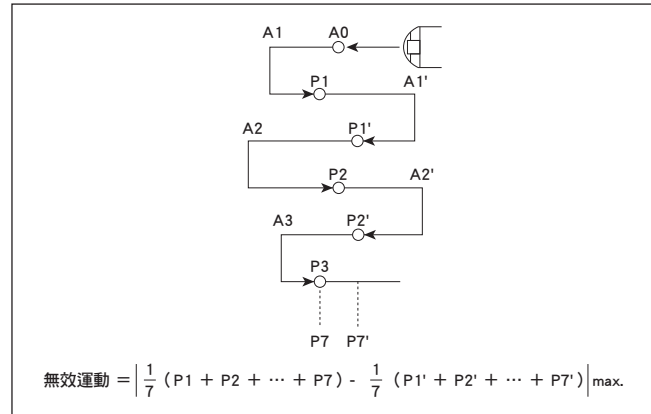 A1 A0
P1 A1'
A2 P1'
P2 A2'
A3 P2'
P3
P7 P7'
無效運動 = | 1/7 (P1 + P2 + ⋯ + P7) - 1/7 (P1' + P2' + ⋯ + P7') | max.